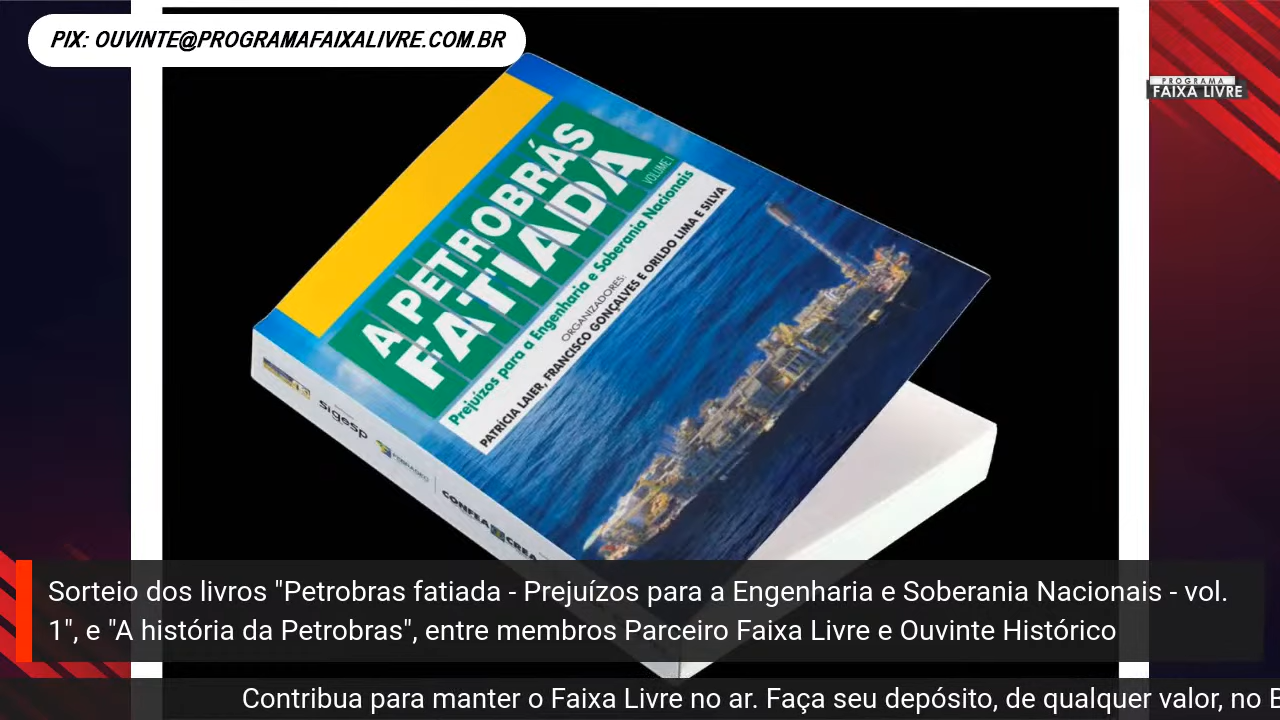 PIX: OUVINTE@PROGRAMAFAIXALIVRE.COM.BR
PROGRAMA
FAIXA LIVRE
A PETROBRÁS
FATIADA
VOLUME I
Prejuízos para a Engenharia e Soberania Nacionais
ORGANIZADORES:
PATRÍCIA LAIER, FRANCISCO GONÇALVES E ORILDO LIMA E SILVA
sigesp
FEBRAGEO
CONFEA CREA
Sorteio dos livros "Petrobras fatiada - Prejuízos para a Engenharia e Soberania Nacionais - vol.
1", e "A história da Petrobras", entre membros Parceiro Faixa Livre e Ouvinte Histórico
Contribua para manter o Faixa Livre no ar. Faça seu depósito, de qualquer valor, no